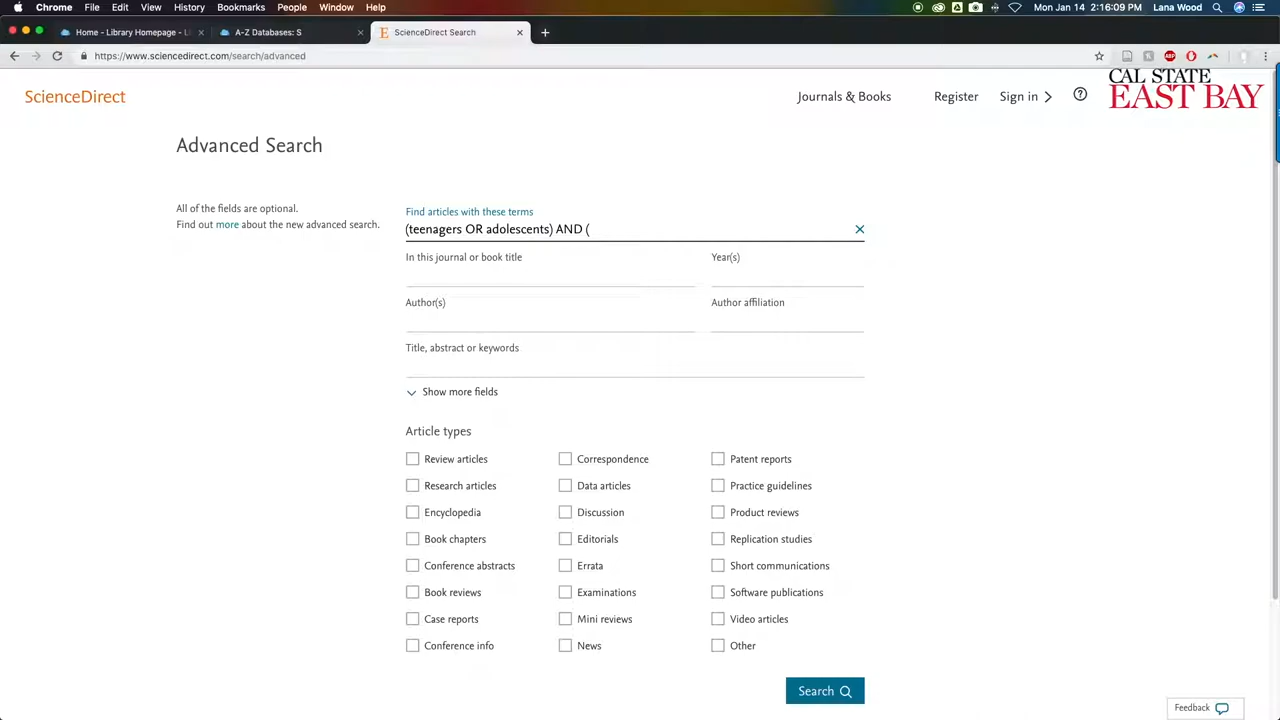 Chrome File Edit View History Bookmarks People Window Help Mon Jan 14 2:16:09 PM Lana Wood
Home - Library Homepage - Li
A-Z Databases: S
ScienceDirect Search
https://www.sciencedirect.com/search/advanced
ScienceDirect
Journals & Books
Register
Sign in
CAL STATE
EAST BAY
Advanced Search
All of the fields are optional.
Find out more about the new advanced search.
Find articles with these terms
(teenagers OR adolescents) AND (
In this journal or book title
Year(s)
Author(s)
Author affiliation
Title, abstract or keywords
Show more fields
Article types
Review articles
Correspondence
Patent reports
Research articles
Data articles
Practice guidelines
Encyclopedia
Discussion
Product reviews
Book chapters
Editorials
Replication studies
Conference abstracts
Errata
Short communications
Book reviews
Examinations
Software publications
Case reports
Mini reviews
Video articles
Conference info
News
Other
Search
Feedback